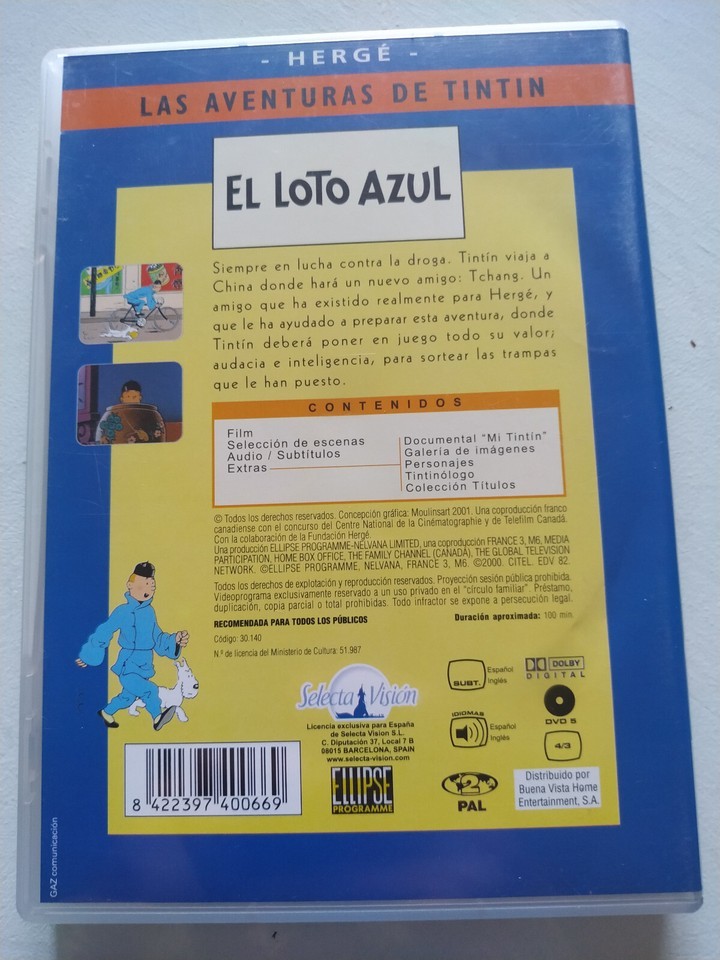 - HERGÉ -
LAS AVENTURAS DE TINTIN
EL LOTO AZUL
Siempre en lucha contra la droga. Tintín viaja a
China donde hará un nuevo amigo: Tchang. Un
amigo que ha existido realmente para Hergé, y
que le ha ayudado a preparar esta aventura, donde
Tintín deberá poner en juego todo su valor;
audacia e inteligencia, para sortear las trampas
que le han puesto.
CONTENIDOS
Film
Selección de escenas
Audio / Subtítulos
Extras
Documental "Mi Tintín"
Galería de imágenes
Personajes
Tintinólogo
Colección Títulos
© Todos los derechos reservados. Concepción gráfica: Moulinsart 2001. Una coproducción franco
canadiense con el concurso del Centre National de la Cinématographie y de Telefilm Canadá.
Con la colaboración de la Fundación Hergé.
Una producción ELLIPSE PROGRAMME-NELVANA LIMITED, una coproducción FRANCE 3, M6, MEDIA
PARTICIPATION, HOME BOX OFFICE, THE FAMILY CHANNEL (CANADÁ), THE GLOBAL TELEVISION
NETWORK. ©ELLIPSE PROGRAMME, NELVANA, FRANCE 3, M6. ©2000. CITEL. EDV 82.
Todos los derechos de explotación y reproducción reservados. Proyección sesión pública prohibida.
Videoprograma exclusivamente reservado a un uso privado en el "círculo familiar". Préstamo,
duplicación, copia parcial o total prohibidas. Todo infractor se expone a persecución legal.
RECOMENDADA PARA TODOS LOS PÚBLICOS
Duración aproximada: 100 min.
Código: 30.140
N.º de licencia del Ministerio de Cultura: 51.987
Selecta Visión
Licencia exclusiva para España
de Selecta Vision S.L.
C. Diputación 37, Local 7 B
08015 BARCELONA, SPAIN
www.selecta-vision.com
ELLIPSE
PROGRAMME
SUBT.
Español
Inglés
IDIOMAS
Español
Inglés
DOLBY
DIGITAL
DVD 5
4/3
2
PAL
Distribuido por
Buena Vista Home
Entertainment, S.A.
8 422397 400669
GAZ comunicación